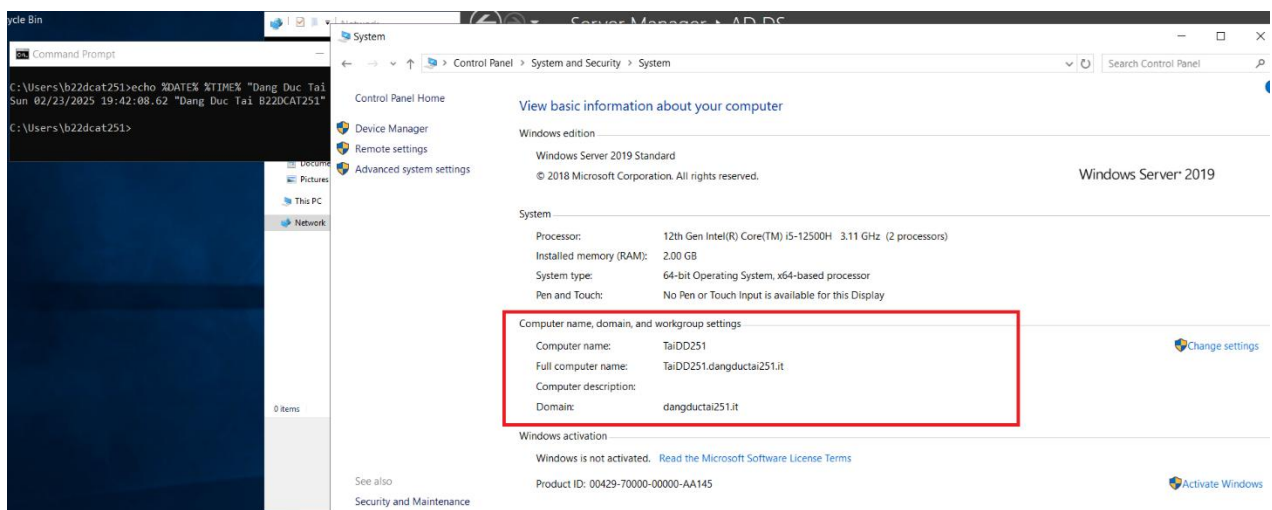 ycle Bin
Network
Server Manager ▸ AD DS
Command Prompt
C:\Users\b22dcat251>echo %DATE% %TIME% "Dang Duc Tai
Sun 02/23/2025 19:42:08.62 "Dang Duc Tai B22DCAT251"
C:\Users\b22dcat251>
Docume
Pictures
This PC
Network
0 items
System
Control Panel > System and Security > System
Search Control Panel
Control Panel Home
Device Manager
Remote settings
Advanced system settings
See also
Security and Maintenance
View basic information about your computer
Windows edition
Windows Server 2019 Standard
© 2018 Microsoft Corporation. All rights reserved.
Windows Server 2019
System
Processor: 12th Gen Intel(R) Core(TM) i5-12500H 3.11 GHz (2 processors)
Installed memory (RAM): 2.00 GB
System type: 64-bit Operating System, x64-based processor
Pen and Touch: No Pen or Touch Input is available for this Display
Computer name, domain, and workgroup settings
Computer name: TaiDD251
Full computer name: TaiDD251.dangductai251.it
Computer description:
Domain: dangductai251.it
Change settings
Windows activation
Windows is not activated. Read the Microsoft Software License Terms
Product ID: 00429-70000-00000-AA145
Activate Windows